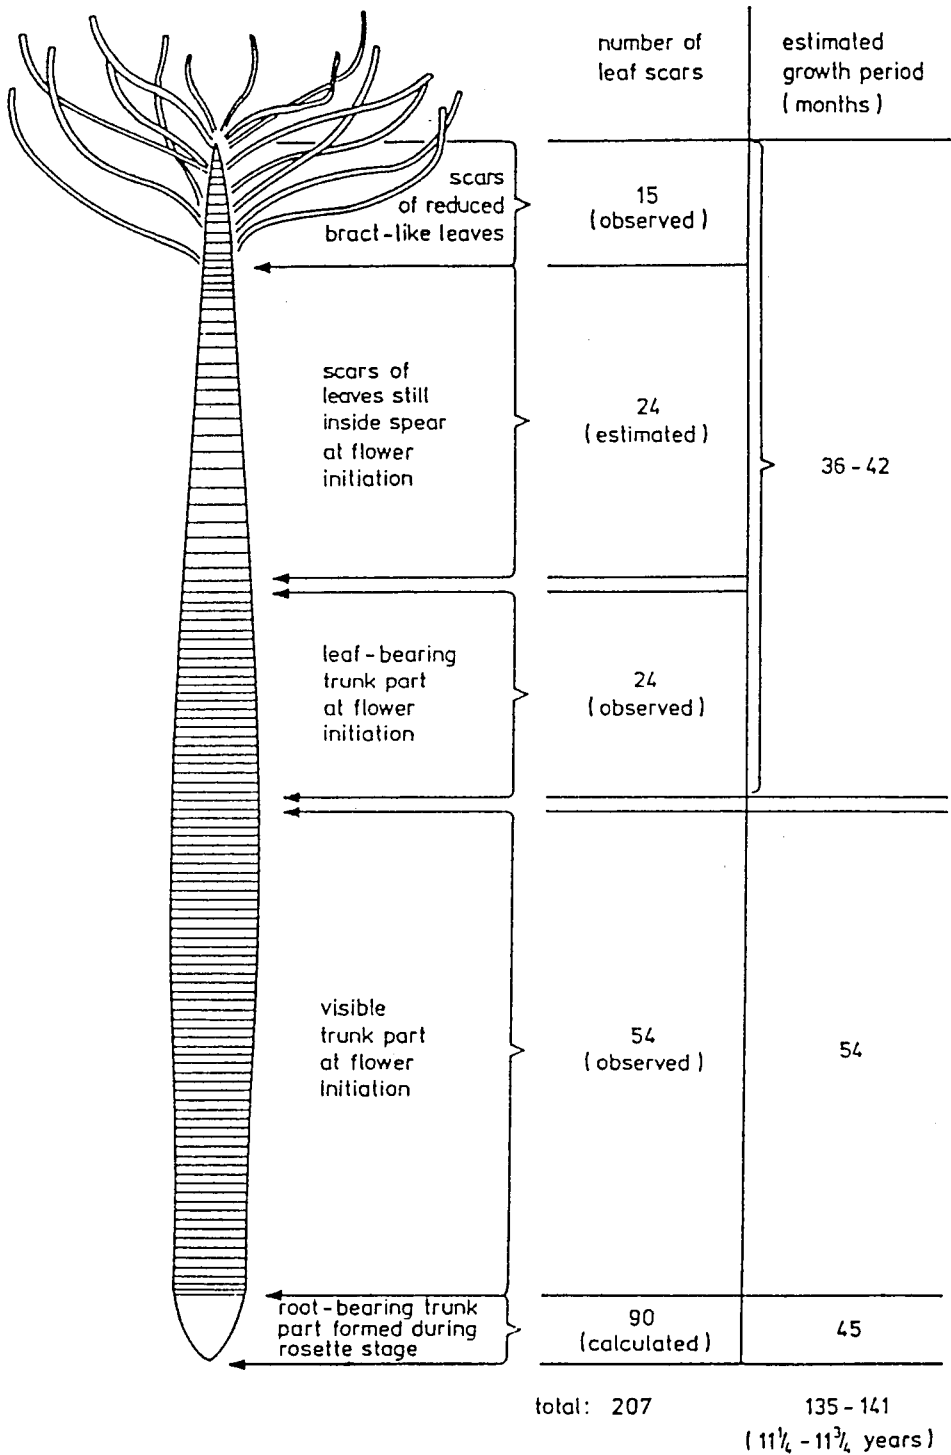 number of
leaf scars
estimated
growth period
(months)
scars
of reduced
bract-like leaves
15
(observed)
scars of
leaves still
inside spear
at flower
initiation
24
(estimated)
36-42
leaf-bearing
trunk part
at flower
initiation
24
(observed)
visible
trunk part
at flower
initiation
54
(observed)
54
root-bearing trunk
part formed during
rosette stage
90
(calculated)
45
total: 207
135-141
(11¼-11¾ years)